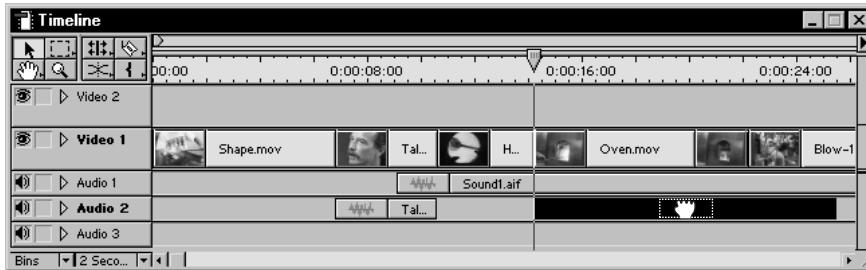 Timeline
00:00 0:00:08:00 0:00:16:00 0:00:24:00
Video 2
Video 1 Shape.mov Tal... H... Oven.mov Blow-1
Audio 1 Sound1.aif
Audio 2 Tal...
Audio 3
Bins 2 Seco...